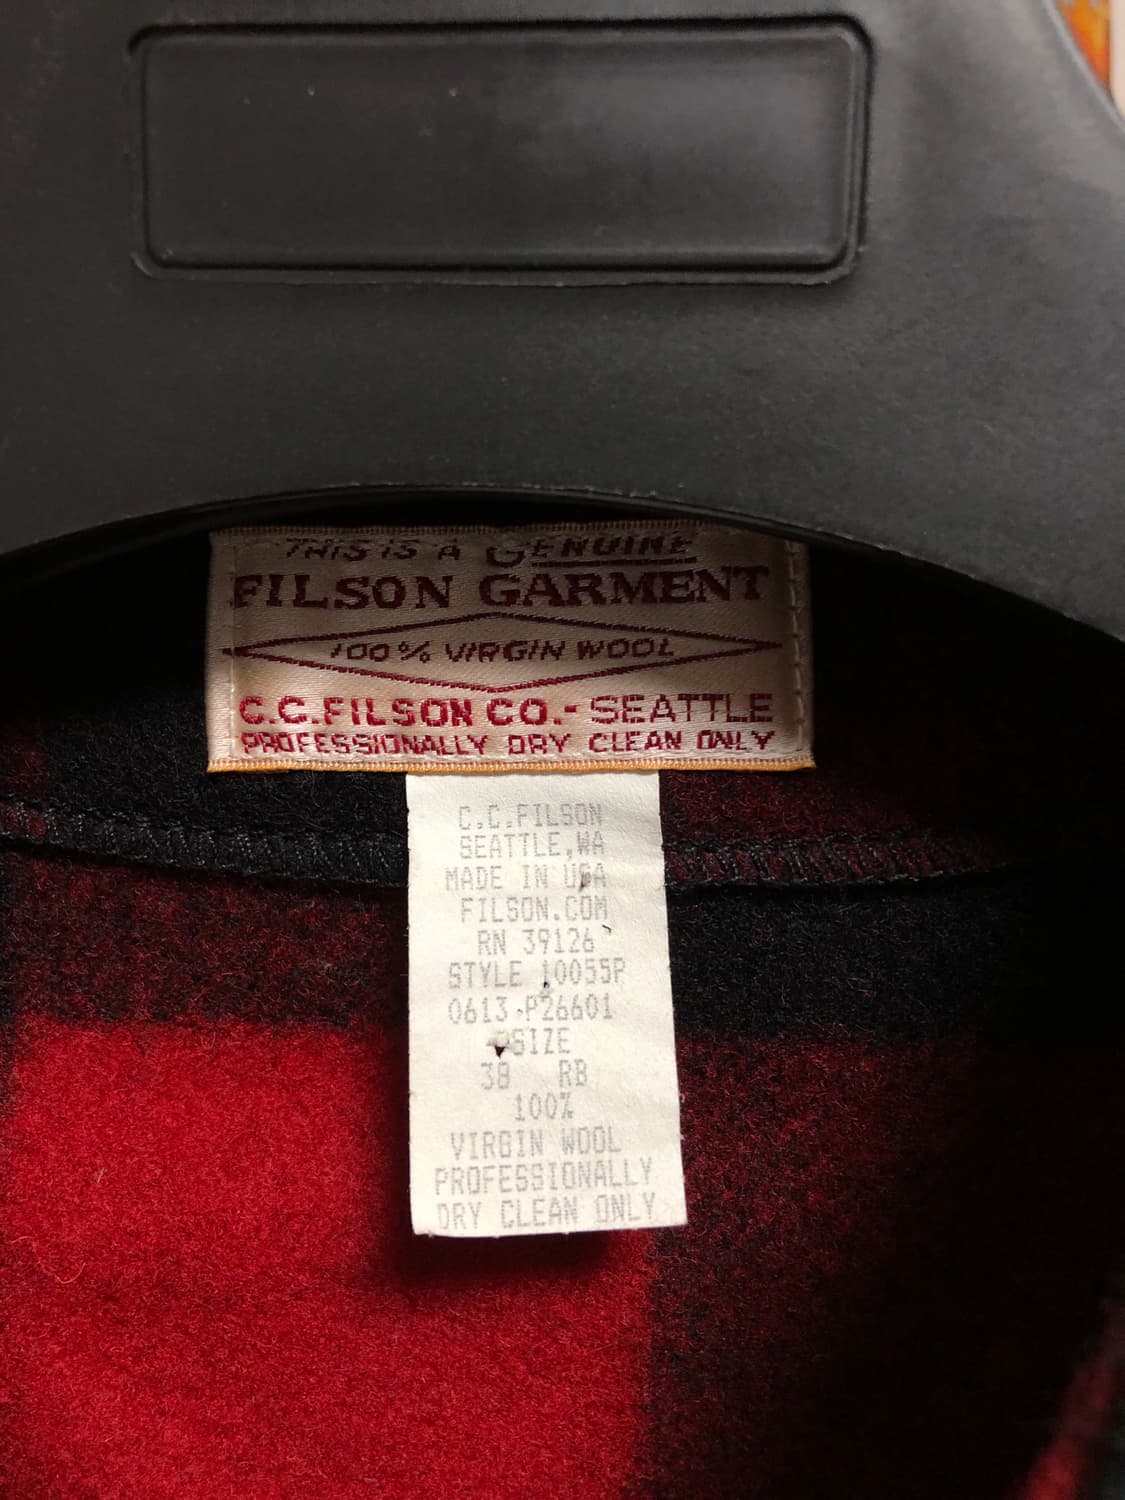 THIS IS A GENUINE
FILSON GARMENT
100% VIRGIN WOOL
C.C.FILSON CO.-SEATTLE
PROFESSIONALLY DRY CLEAN ONLY
C.C.FILSON
SEATTLE,WA
MADE IN USA
FILSON.COM
RN 39126
STYLE 10055P
0613-P26601
SIZE
38 RB
100%
VIRGIN WOOL
PROFESSIONALLY
DRY CLEAN ONLY